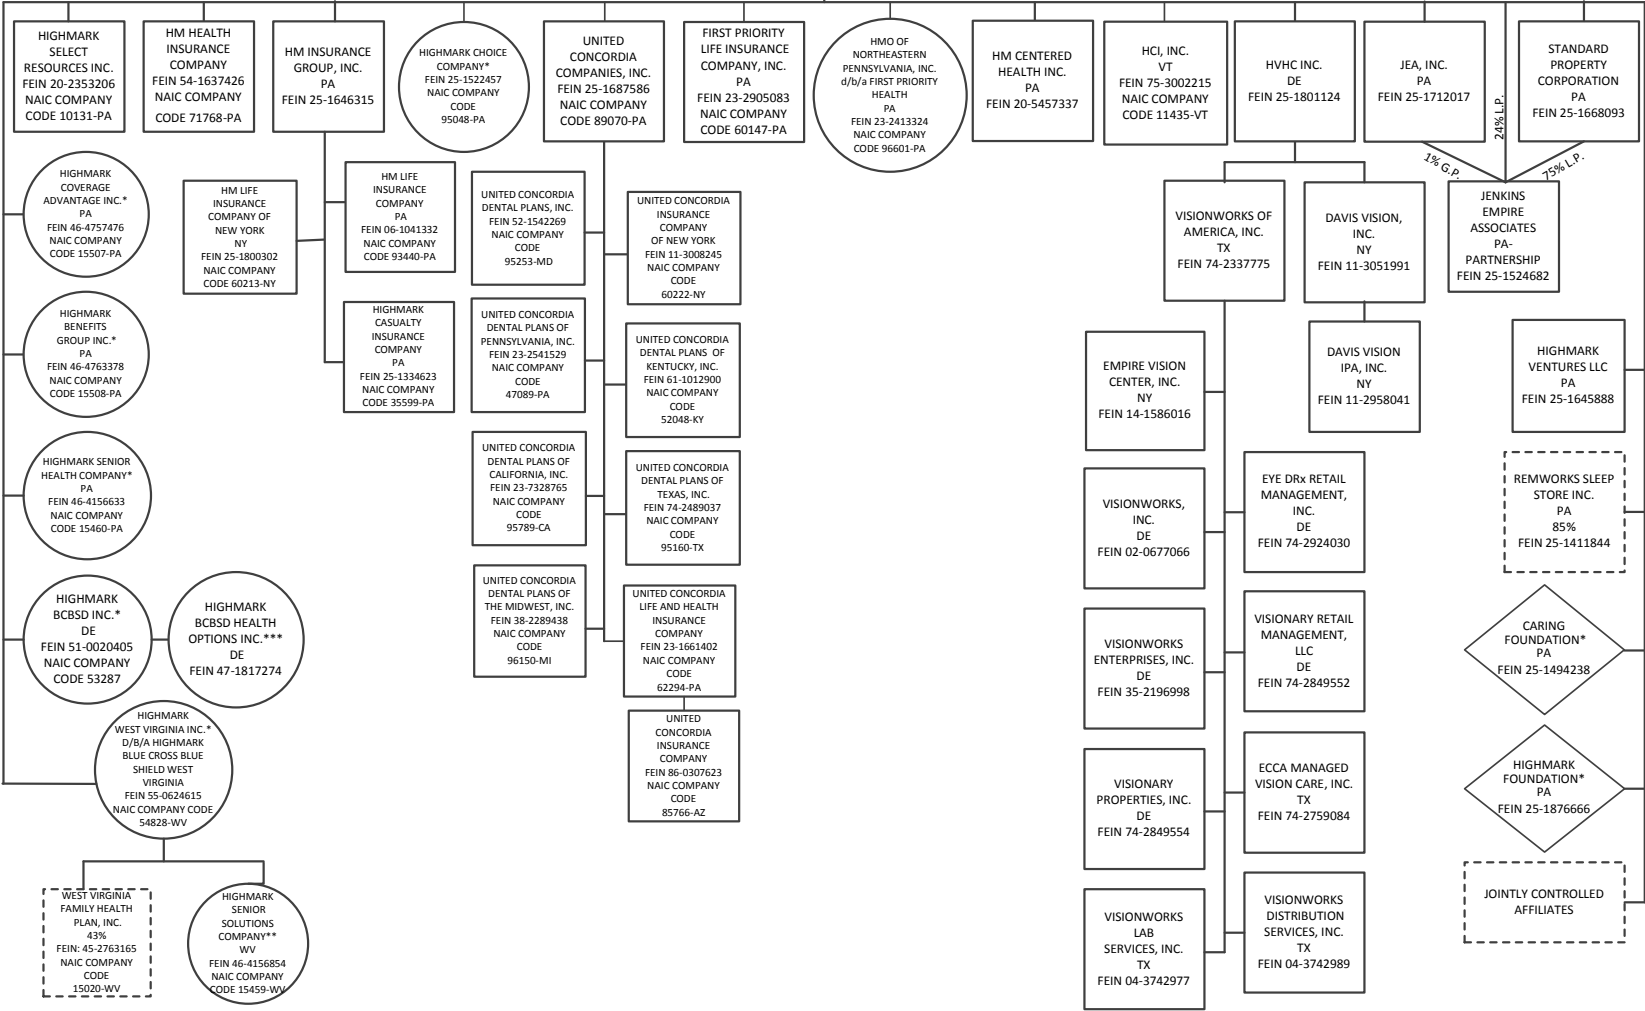 HIGHMARK
SELECT
RESOURCES INC.
FEIN 20-2353206
NAIC COMPANY
CODE 10131-PA
HM HEALTH
INSURANCE
COMPANY
FEIN 54-1637426
NAIC COMPANY
CODE 71768-PA
HM INSURANCE
GROUP, INC.
PA
FEIN 25-1646315
HIGHMARK CHOICE
COMPANY*
FEIN 25-1522457
NAIC COMPANY
CODE
95048-PA
UNITED
CONCORDIA
COMPANIES, INC.
FEIN 25-1687586
NAIC COMPANY
CODE 89070-PA
FIRST PRIORITY
LIFE INSURANCE
COMPANY, INC.
PA
FEIN 23-2905083
NAIC COMPANY
CODE 60147-PA
HMO OF
NORTHEASTERN
PENNSYLVANIA, INC.
d/b/a FIRST PRIORITY
HEALTH
PA
FEIN 23-2413324
NAIC COMPANY
CODE 96601-PA
HM CENTERED
HEALTH INC.
PA
FEIN 20-5457337
HCI, INC.
VT
FEIN 75-3002215
NAIC COMPANY
CODE 11435-VT
HVHC INC.
DE
FEIN 25-1801124
JEA, INC.
PA
FEIN 25-1712017
24% L.P.
STANDARD
PROPERTY
CORPORATION
PA
FEIN 25-1668093
1% G.P.
75% L.P.
HIGHMARK
COVERAGE
ADVANTAGE INC.*
PA
FEIN 46-4757476
NAIC COMPANY
CODE 15507-PA
HM LIFE
INSURANCE
COMPANY OF
NEW YORK
NY
FEIN 25-1800302
NAIC COMPANY
CODE 60213-NY
HM LIFE
INSURANCE
COMPANY
PA
FEIN 06-1041332
NAIC COMPANY
CODE 93440-PA
UNITED CONCORDIA
DENTAL PLANS, INC.
FEIN 52-1542269
NAIC COMPANY
CODE
95253-MD
UNITED CONCORDIA
INSURANCE
COMPANY
OF NEW YORK
FEIN 11-3008245
NAIC COMPANY
CODE
60222-NY
VISIONWORKS OF
AMERICA, INC.
TX
FEIN 74-2337775
DAVIS VISION,
INC.
NY
FEIN 11-3051991
JENKINS
EMPIRE
ASSOCIATES
PA-
PARTNERSHIP
FEIN 25-1524682
HIGHMARK
BENEFITS
GROUP INC.*
PA
FEIN 46-4763378
NAIC COMPANY
CODE 15508-PA
HIGHMARK
CASUALTY
INSURANCE
COMPANY
PA
FEIN 25-1334623
NAIC COMPANY
CODE 35599-PA
UNITED CONCORDIA
DENTAL PLANS OF
PENNSYLVANIA, INC.
FEIN 23-2541529
NAIC COMPANY
CODE
47089-PA
UNITED CONCORDIA
DENTAL PLANS OF
KENTUCKY, INC.
FEIN 61-1012900
NAIC COMPANY
CODE
52048-KY
EMPIRE VISION
CENTER, INC.
NY
FEIN 14-1586016
DAVIS VISION
IPA, INC.
NY
FEIN 11-2958041
HIGHMARK
VENTURES LLC
PA
FEIN 25-1645888
HIGHMARK SENIOR
HEALTH COMPANY*
PA
FEIN 46-4156633
NAIC COMPANY
CODE 15460-PA
UNITED CONCORDIA
DENTAL PLANS OF
CALIFORNIA, INC.
FEIN 23-7328765
NAIC COMPANY
CODE
95789-CA
UNITED CONCORDIA
DENTAL PLANS OF
TEXAS, INC.
FEIN 74-2489037
NAIC COMPANY
CODE
95160-TX
VISIONWORKS,
INC.
DE
FEIN 02-0677066
EYE DRx RETAIL
MANAGEMENT,
INC.
DE
FEIN 74-2924030
REMWORKS SLEEP
STORE INC.
PA
85%
FEIN 25-1411844
HIGHMARK
BCBSD INC.*
DE
FEIN 51-0020405
NAIC COMPANY
CODE 53287
HIGHMARK
BCBSD HEALTH
OPTIONS INC.***
DE
FEIN 47-1817274
UNITED CONCORDIA
DENTAL PLANS OF
THE MIDWEST, INC.
FEIN 38-2289438
NAIC COMPANY
CODE
96150-MI
UNITED CONCORDIA
LIFE AND HEALTH
INSURANCE
COMPANY
FEIN 23-1661402
NAIC COMPANY
CODE
62294-PA
VISIONWORKS
ENTERPRISES, INC.
DE
FEIN 35-2196998
VISIONARY RETAIL
MANAGEMENT,
LLC
DE
FEIN 74-2849552
CARING
FOUNDATION*
PA
FEIN 25-1494238
HIGHMARK
WEST VIRGINIA INC.*
D/B/A HIGHMARK
BLUE CROSS BLUE
SHIELD WEST
VIRGINIA
FEIN 55-0624615
NAIC COMPANY CODE
54828-WV
UNITED
CONCORDIA
INSURANCE
COMPANY
FEIN 86-0307623
NAIC COMPANY
CODE
85766-AZ
VISIONARY
PROPERTIES, INC.
DE
FEIN 74-2849554
ECCA MANAGED
VISION CARE, INC.
TX
FEIN 74-2759084
HIGHMARK
FOUNDATION*
PA
FEIN 25-1876666
WEST VIRGINIA
FAMILY HEALTH
PLAN, INC.
43%
FEIN: 45-2763165
NAIC COMPANY
CODE
15020-WV
HIGHMARK
SENIOR
SOLUTIONS
COMPANY**
WV
FEIN 46-4156854
NAIC COMPANY
CODE 15459-WV
VISIONWORKS
LAB
SERVICES, INC.
TX
FEIN 04-3742977
VISIONWORKS
DISTRIBUTION
SERVICES, INC.
TX
FEIN 04-3742989
JOINTLY CONTROLLED
AFFILIATES